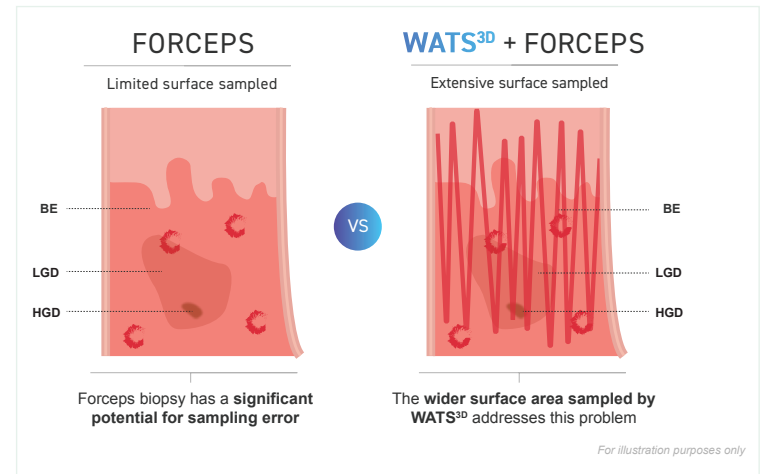 FORCEPS
Limited surface sampled
BE
LGD
HGD
Forceps biopsy has a significant
potential for sampling error
VS
WATS3D + FORCEPS
Extensive surface sampled
BE
LGD
HGD
The wider surface area sampled by
WATS3D addresses this problem
For illustration purposes only